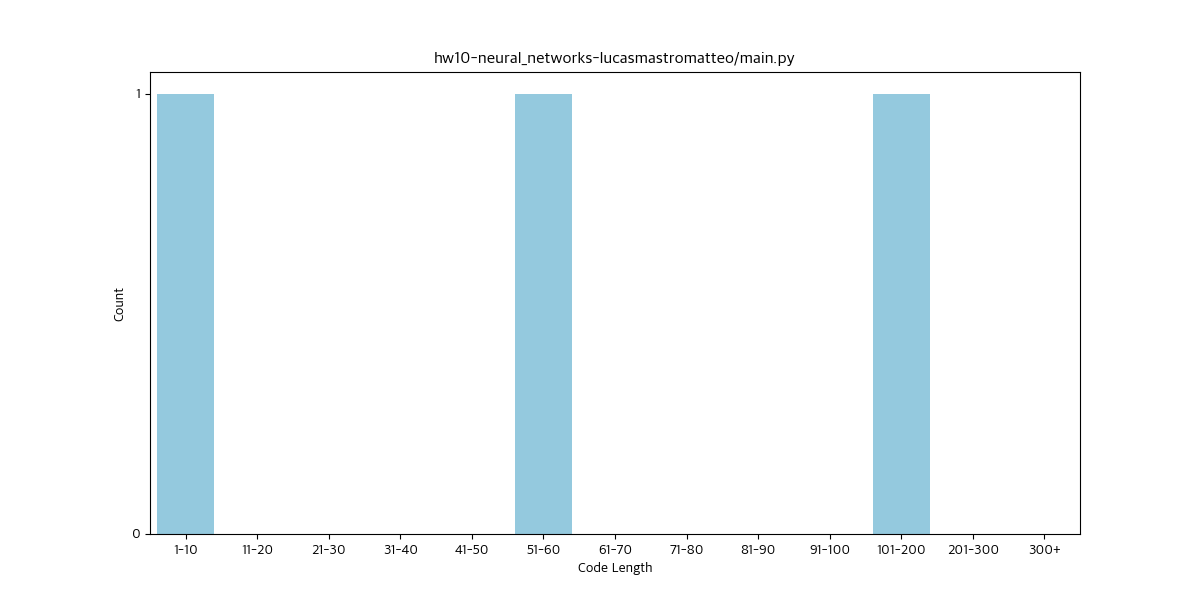 hw10-neural_networks-lucasmastromatteo/main.py
1
0
Count
1-10 11-20 21-30 31-40 41-50 51-60 61-70 71-80 81-90 91-100 101-200 201-300 300+
Code Length